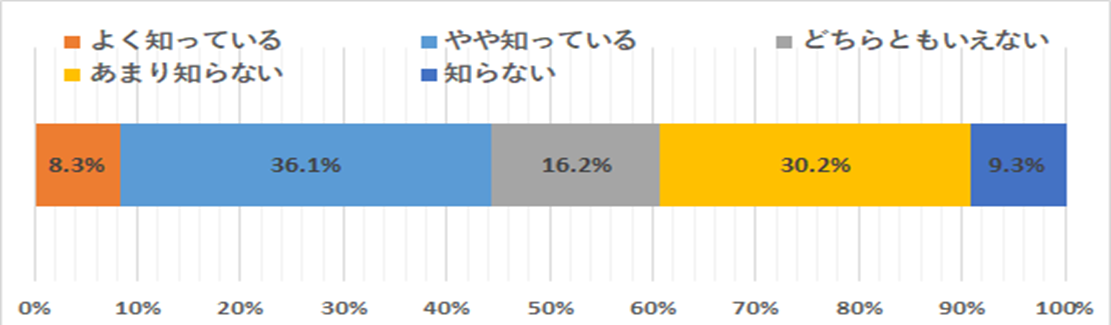 よく知っている やや知っている どちらともいえない
あまり知らない 知らない
8.3% 36.1% 16.2% 30.2% 9.3%
0% 10% 20% 30% 40% 50% 60% 70% 80% 90% 100%